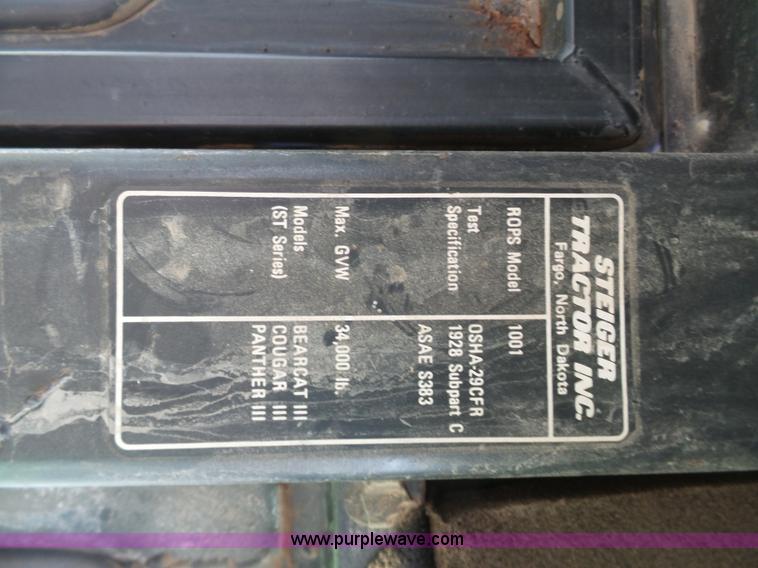 STEIGER
TRACTOR INC.
Fargo, North Dakota
ROPS Model 1001
Test OSHA-29CFR
Specification 1928 Subpart C
ASAE S383
Max. GVW 34,000 lb.
Models BEARCAT III
(ST Series) COUGAR III
PANTHER III
www.purplewave.com